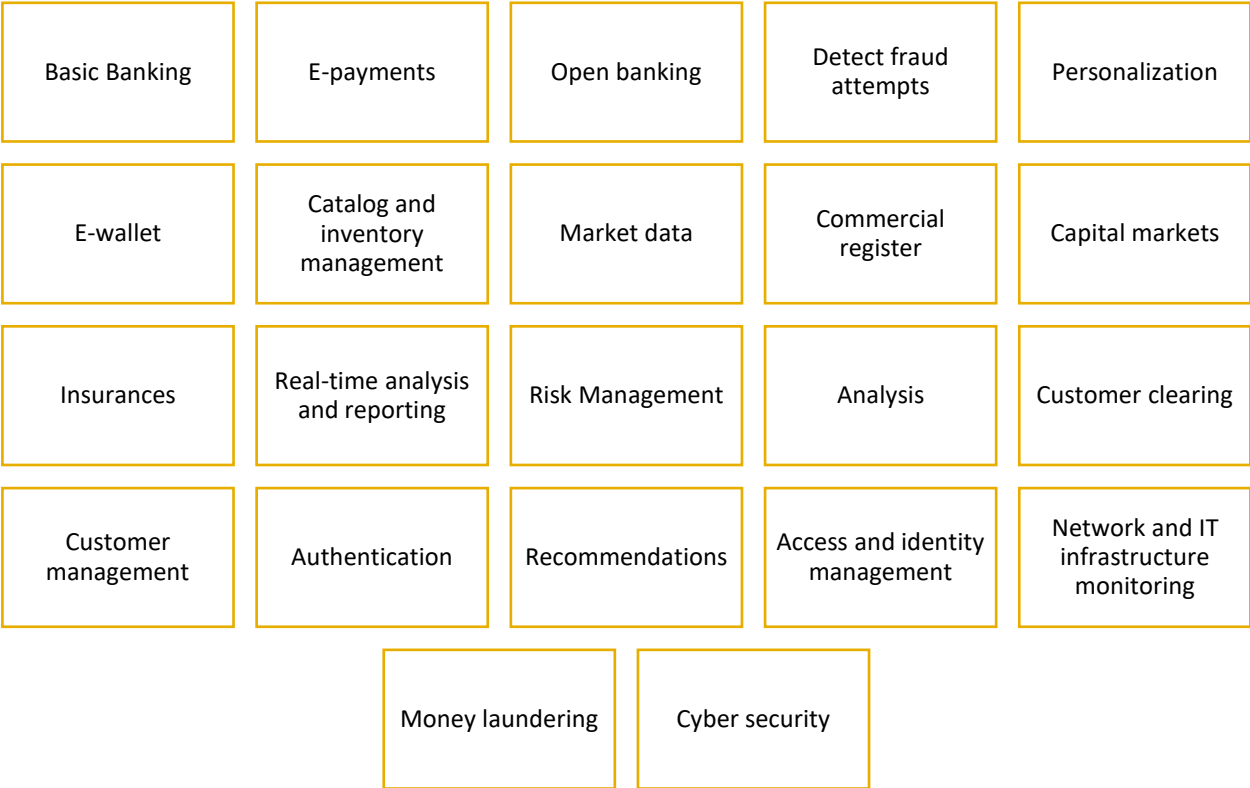 Basic Banking
E-payments
Open banking
Detect fraud
attempts
Personalization
E-wallet
Catalog and
inventory
management
Market data
Commercial
register
Capital markets
Insurances
Real-time analysis
and reporting
Risk Management
Analysis
Customer clearing
Customer
management
Authentication
Recommendations
Access and identity
management
Network and IT
infrastructure
monitoring
Money laundering
Cyber security